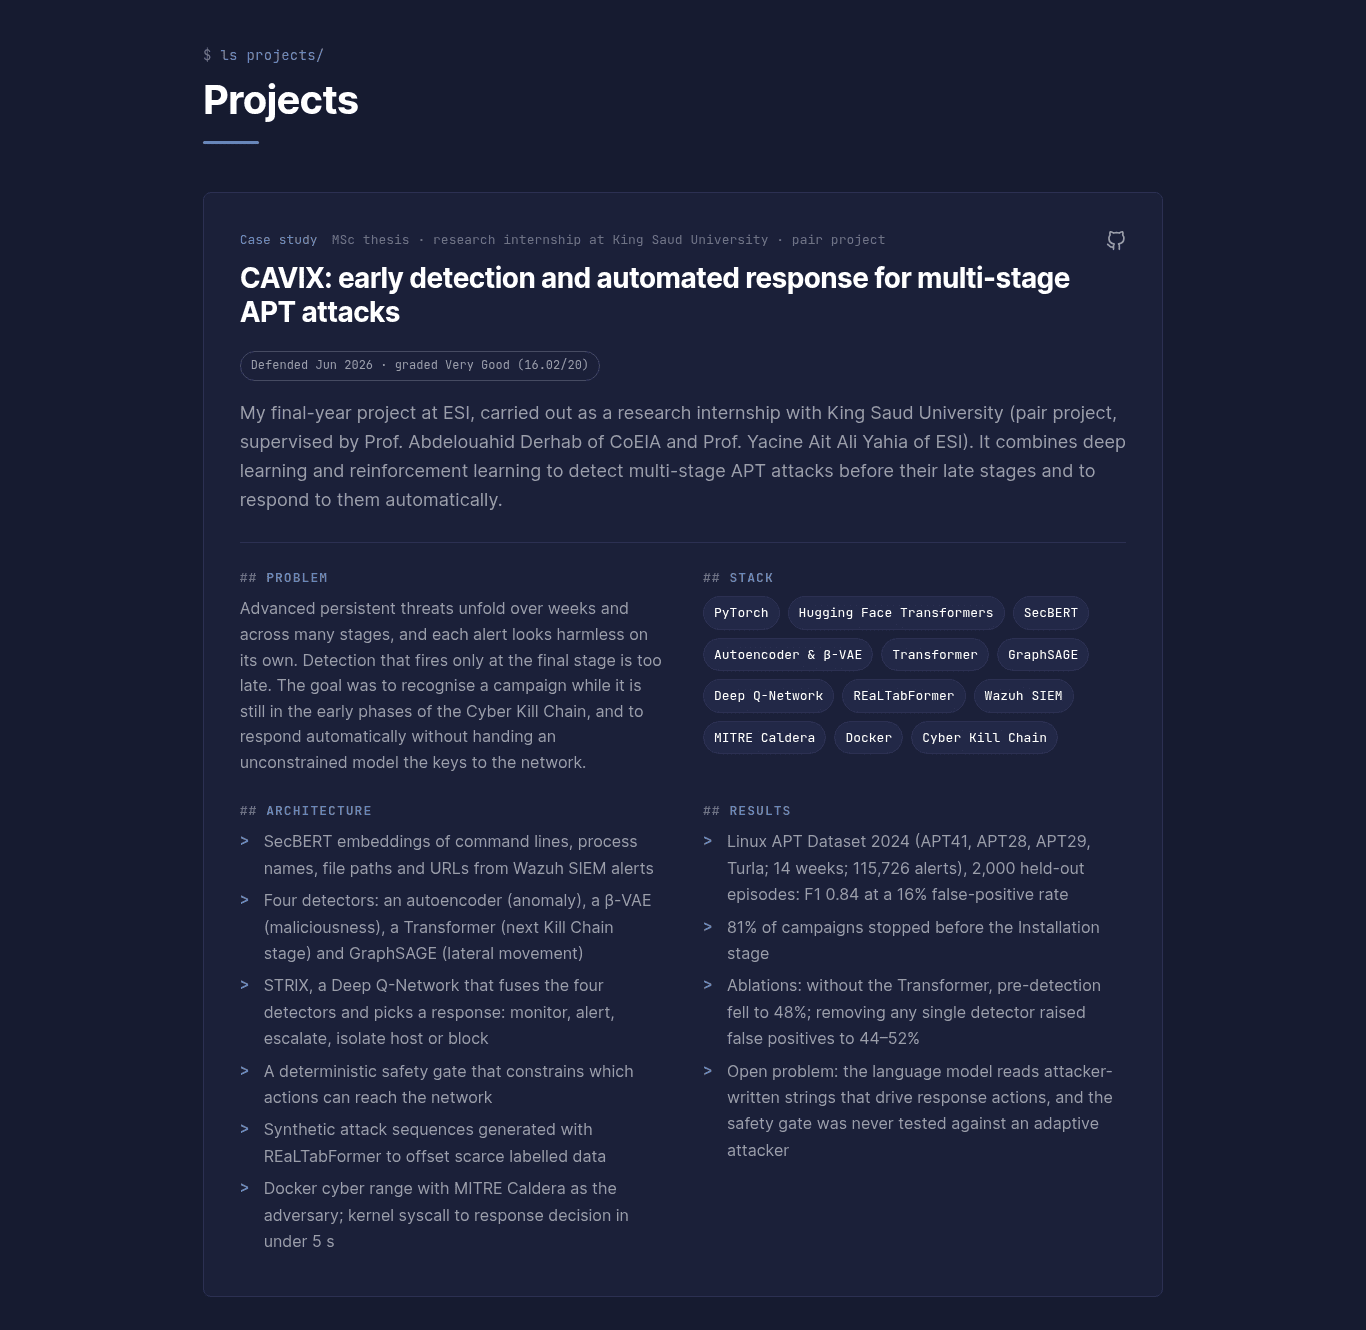 $ ls projects/
Projects
Case study MSc thesis · research internship at King Saud University · pair project
CAVIX: early detection and automated response for multi-stage
APT attacks
Defended Jun 2026 · graded Very Good (16.02/20)
My final-year project at ESI, carried out as a research internship with King Saud University (pair project,
supervised by Prof. Abdelouahid Derhab of CoEIA and Prof. Yacine Ait Ali Yahia of ESI). It combines deep
learning and reinforcement learning to detect multi-stage APT attacks before their late stages and to
respond to them automatically.
## PROBLEM
Advanced persistent threats unfold over weeks and
across many stages, and each alert looks harmless on
its own. Detection that fires only at the final stage is too
late. The goal was to recognise a campaign while it is
still in the early phases of the Cyber Kill Chain, and to
respond automatically without handing an
unconstrained model the keys to the network.
## STACK
PyTorch Hugging Face Transformers SecBERT
Autoencoder & β-VAE Transformer GraphSAGE
Deep Q-Network REaLTabFormer Wazuh SIEM
MITRE Caldera Docker Cyber Kill Chain
## ARCHITECTURE
> SecBERT embeddings of command lines, process
names, file paths and URLs from Wazuh SIEM alerts
> Four detectors: an autoencoder (anomaly), a β-VAE
(maliciousness), a Transformer (next Kill Chain
stage) and GraphSAGE (lateral movement)
> STRIX, a Deep Q-Network that fuses the four
detectors and picks a response: monitor, alert,
escalate, isolate host or block
> A deterministic safety gate that constrains which
actions can reach the network
> Synthetic attack sequences generated with
REaLTabFormer to offset scarce labelled data
> Docker cyber range with MITRE Caldera as the
adversary; kernel syscall to response decision in
under 5 s
## RESULTS
> Linux APT Dataset 2024 (APT41, APT28, APT29,
Turla; 14 weeks; 115,726 alerts), 2,000 held-out
episodes: F1 0.84 at a 16% false-positive rate
> 81% of campaigns stopped before the Installation
stage
> Ablations: without the Transformer, pre-detection
fell to 48%; removing any single detector raised
false positives to 44–52%
> Open problem: the language model reads attacker-
written strings that drive response actions, and the
safety gate was never tested against an adaptive
attacker